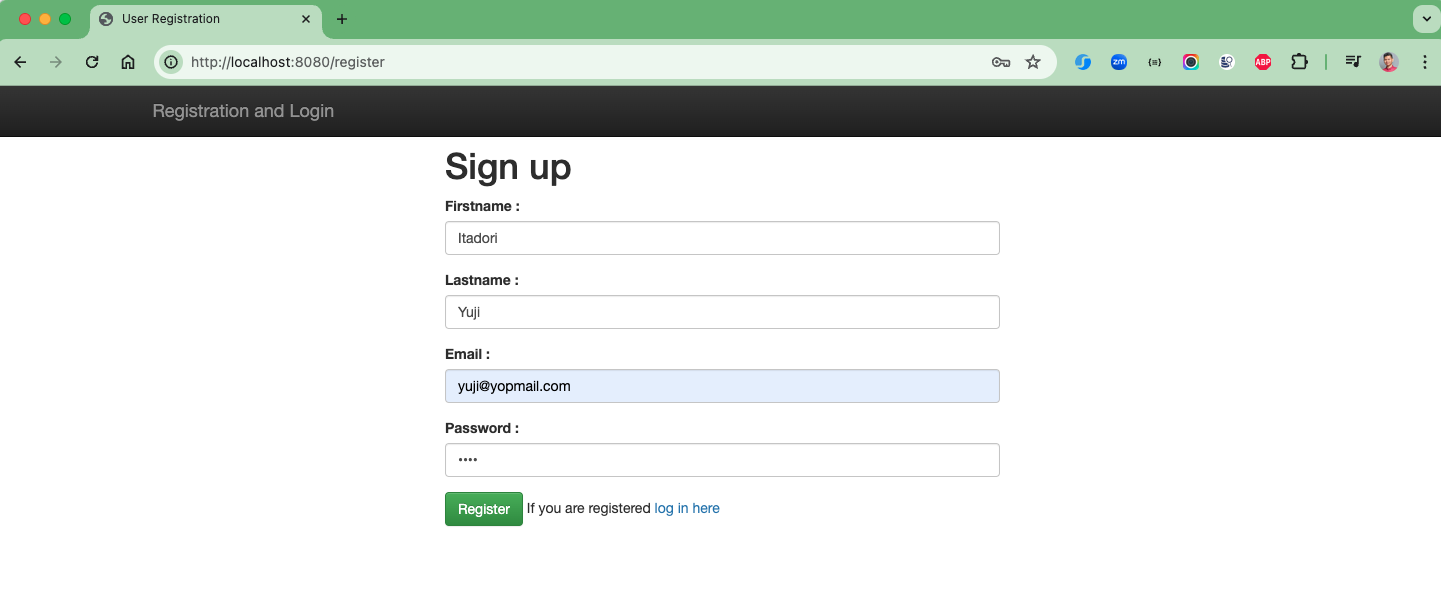 User Registration
http://localhost:8080/register
zm
ABP
Registration and Login
Sign up
Firstname :
Itadori
Lastname :
Yuji
Email :
yuji@yopmail.com
Password :
••••
Register If you are registered log in here